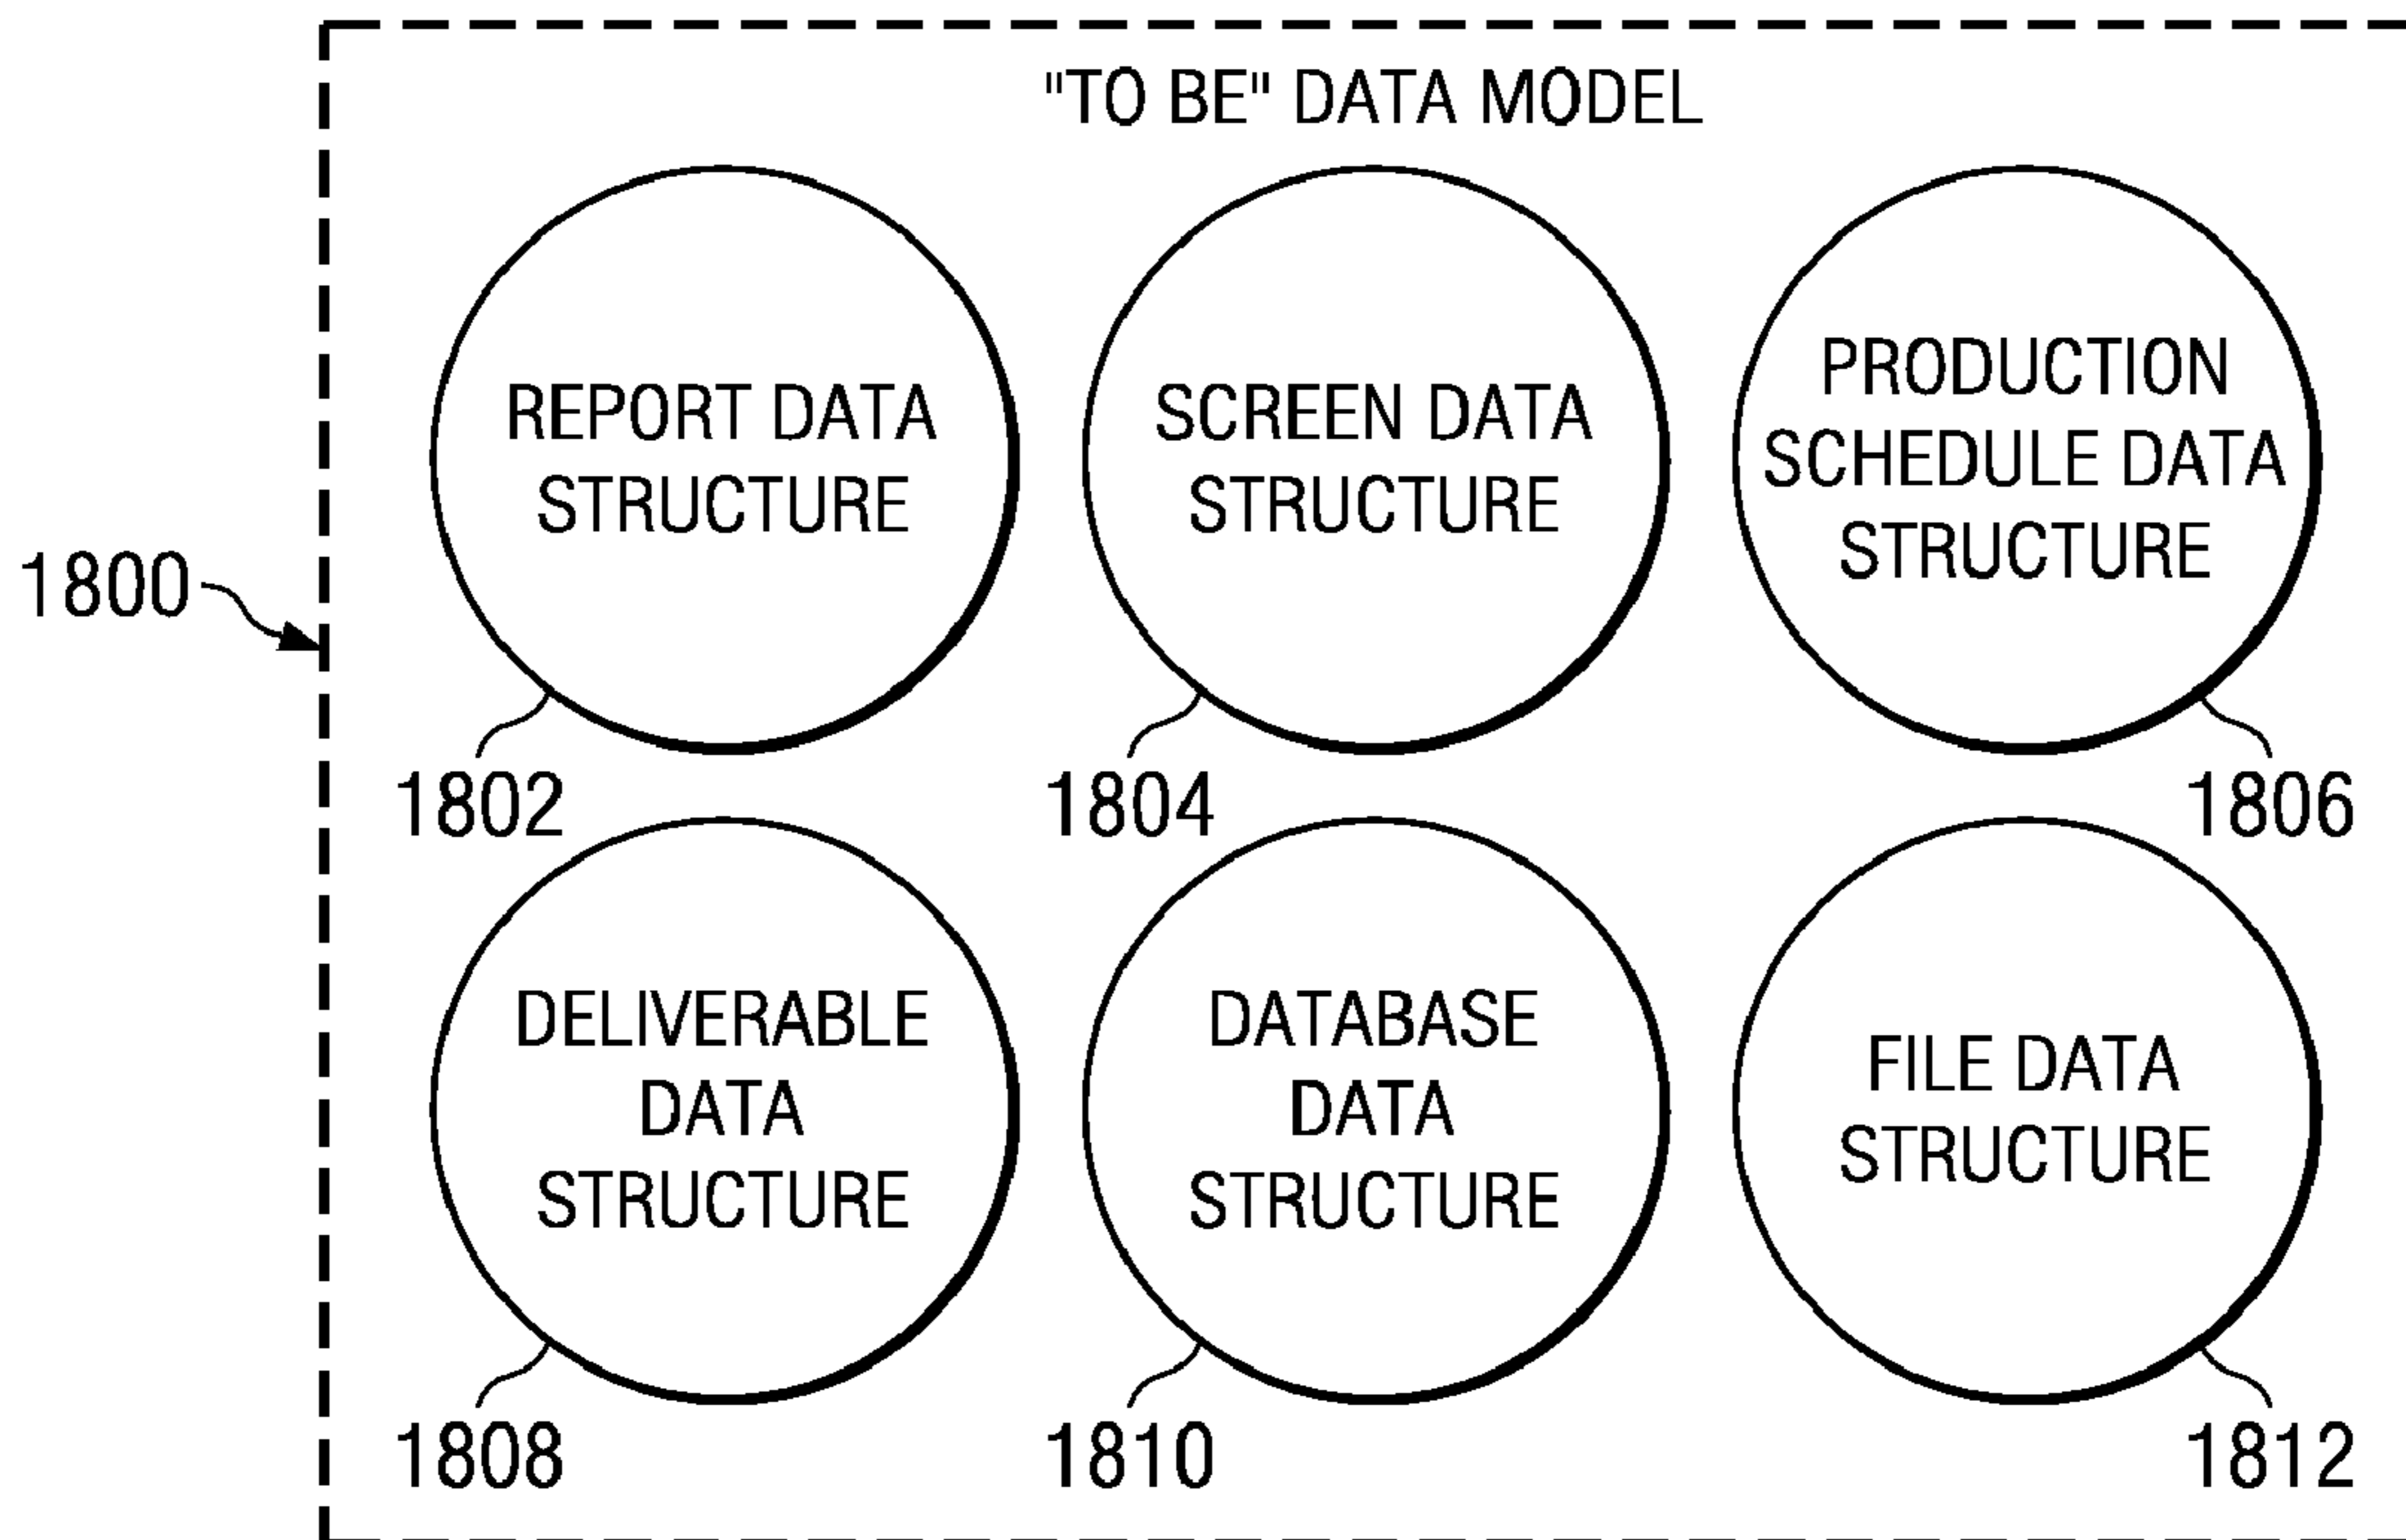 "TO BE" DATA MODEL
REPORT DATA
STRUCTURE
1802
SCREEN DATA
STRUCTURE
1804
PRODUCTION
SCHEDULE DATA
STRUCTURE
1806
1800
DELIVERABLE
DATA
STRUCTURE
1808
DATABASE
DATA
STRUCTURE
1810
FILE DATA
STRUCTURE
1812